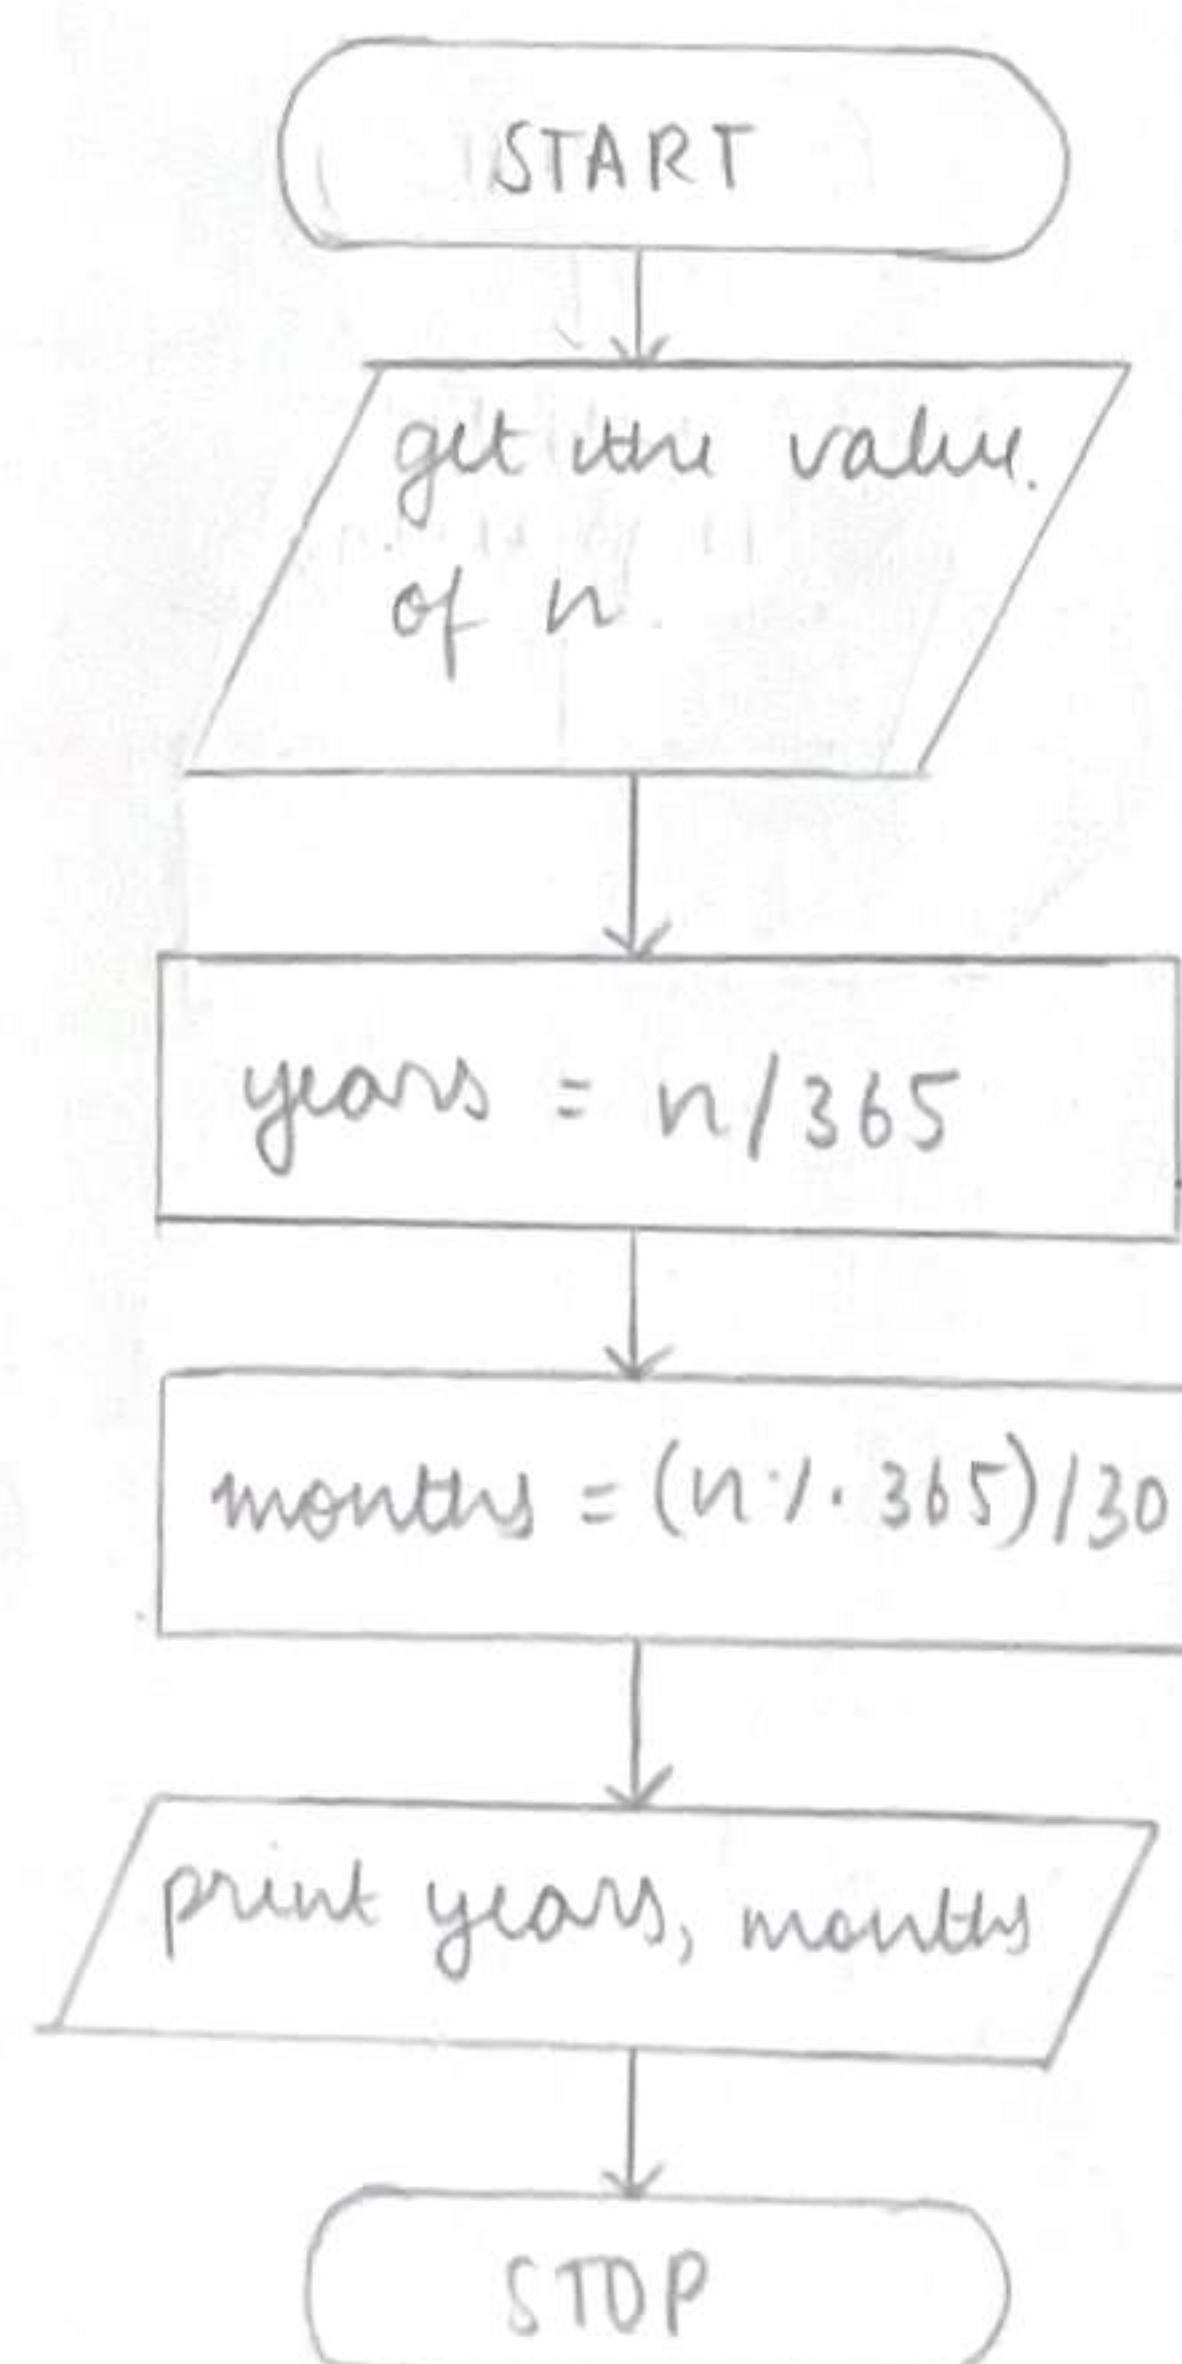 START
get the value.
of n.
years = n/365
months = (n%365)/30
print years, months
STOP